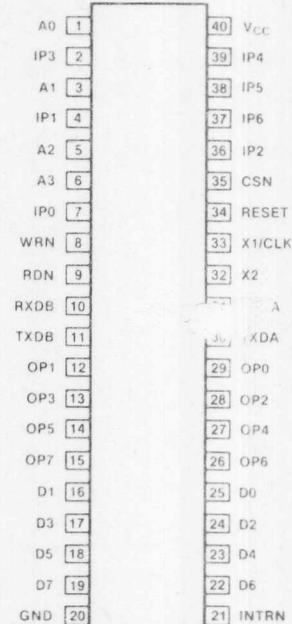 A0 1 40 VCC
IP3 2 39 IP4
A1 3 38 IP5
IP1 4 37 IP6
A2 5 36 IP2
A3 6 35 CSN
IP0 7 34 RESET
WRN 8 33 X1/CLK
RDN 9 32 X2
RXDB 10 A
TXDB 11 30 TXDA
OP1 12 29 OP0
OP3 13 28 OP2
OP5 14 27 OP4
OP7 15 26 OP6
D1 16 25 D0
D3 17 24 D2
D5 18 23 D4
D7 19 22 D6
GND 20 21 INTRN